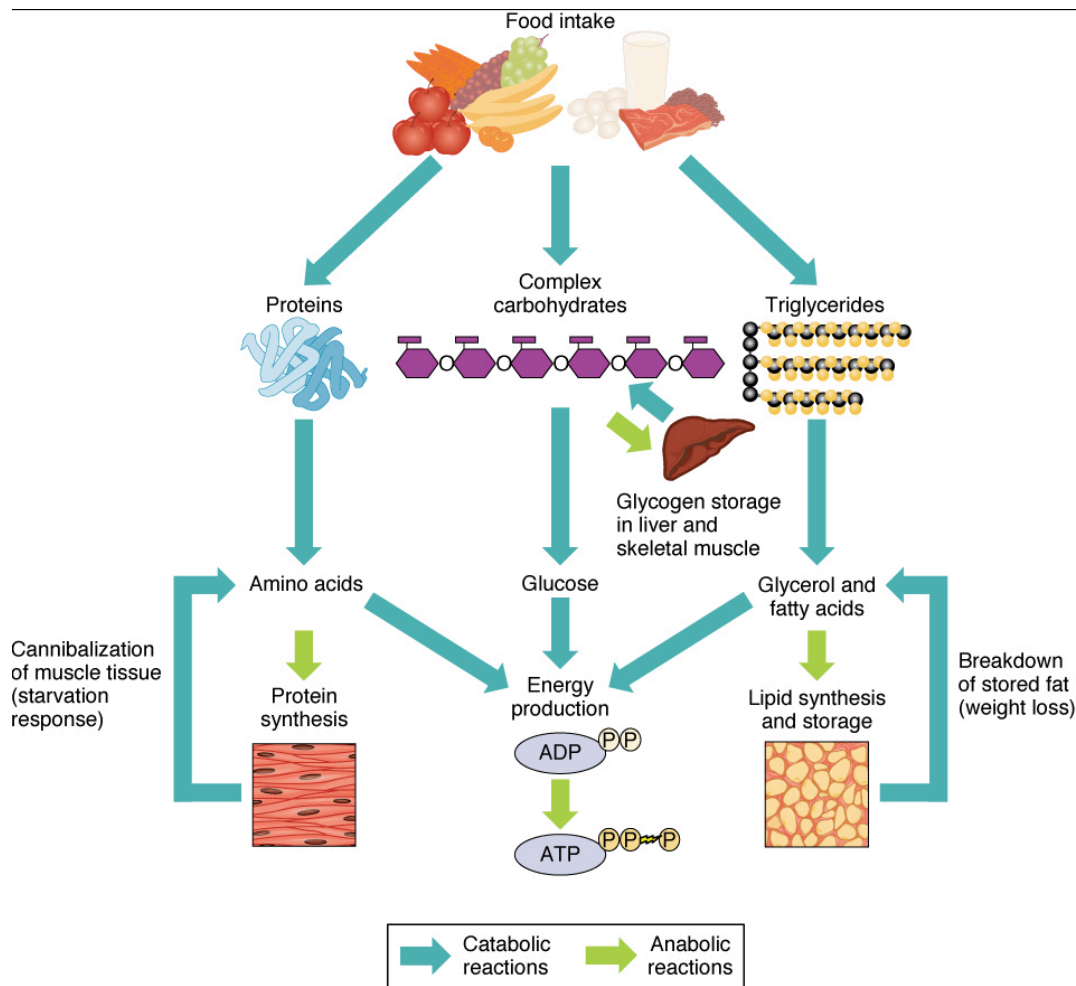 Food intake
Proteins
Complex
carbohydrates
Triglycerides
O O O O O
Glycogen storage
in liver and
skeletal muscle
Amino acids
Glucose
Glycerol and
fatty acids
Cannibalization
of muscle tissue
(starvation
response)
Protein
synthesis
Energy
production
Lipid synthesis
and storage
Breakdown
of stored fat
(weight loss)
ADP P P
ATP P P P
Catabolic
reactions
Anabolic
reactions